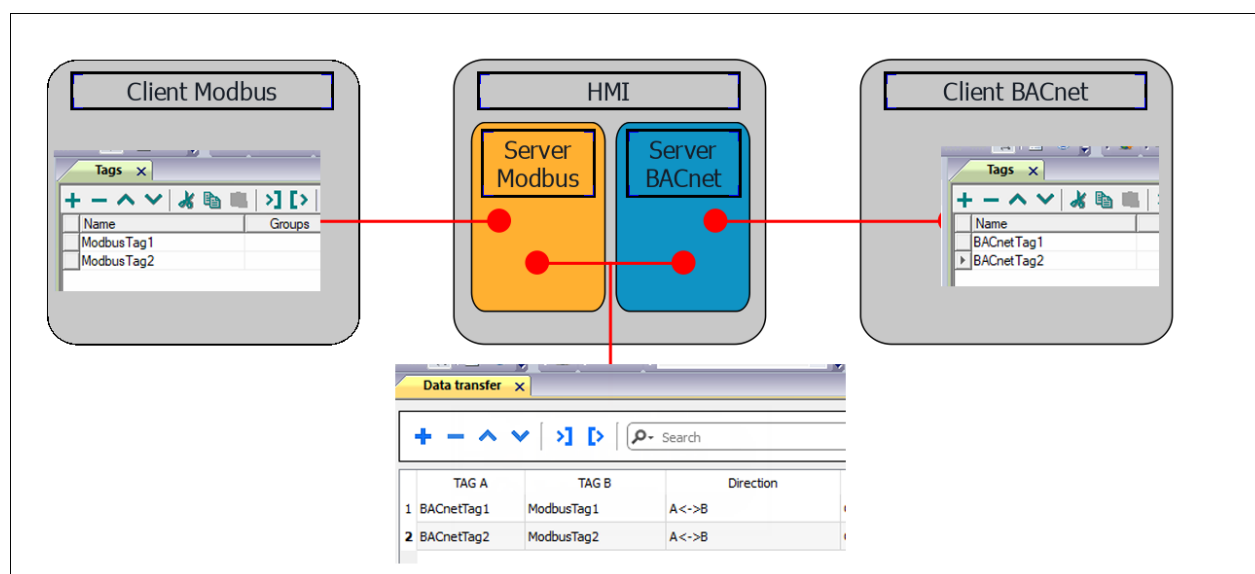 Client Modbus
HMI
Client BACnet
Server
Modbus
Server
BACnet
Tags
Name Groups
ModbusTag1
ModbusTag2
Tags
Name
BACnetTag1
BACnetTag2
Data transfer
Search
TAG A TAG B Direction
1 BACnetTag1 ModbusTag1 A<->B
2 BACnetTag2 ModbusTag2 A<->B